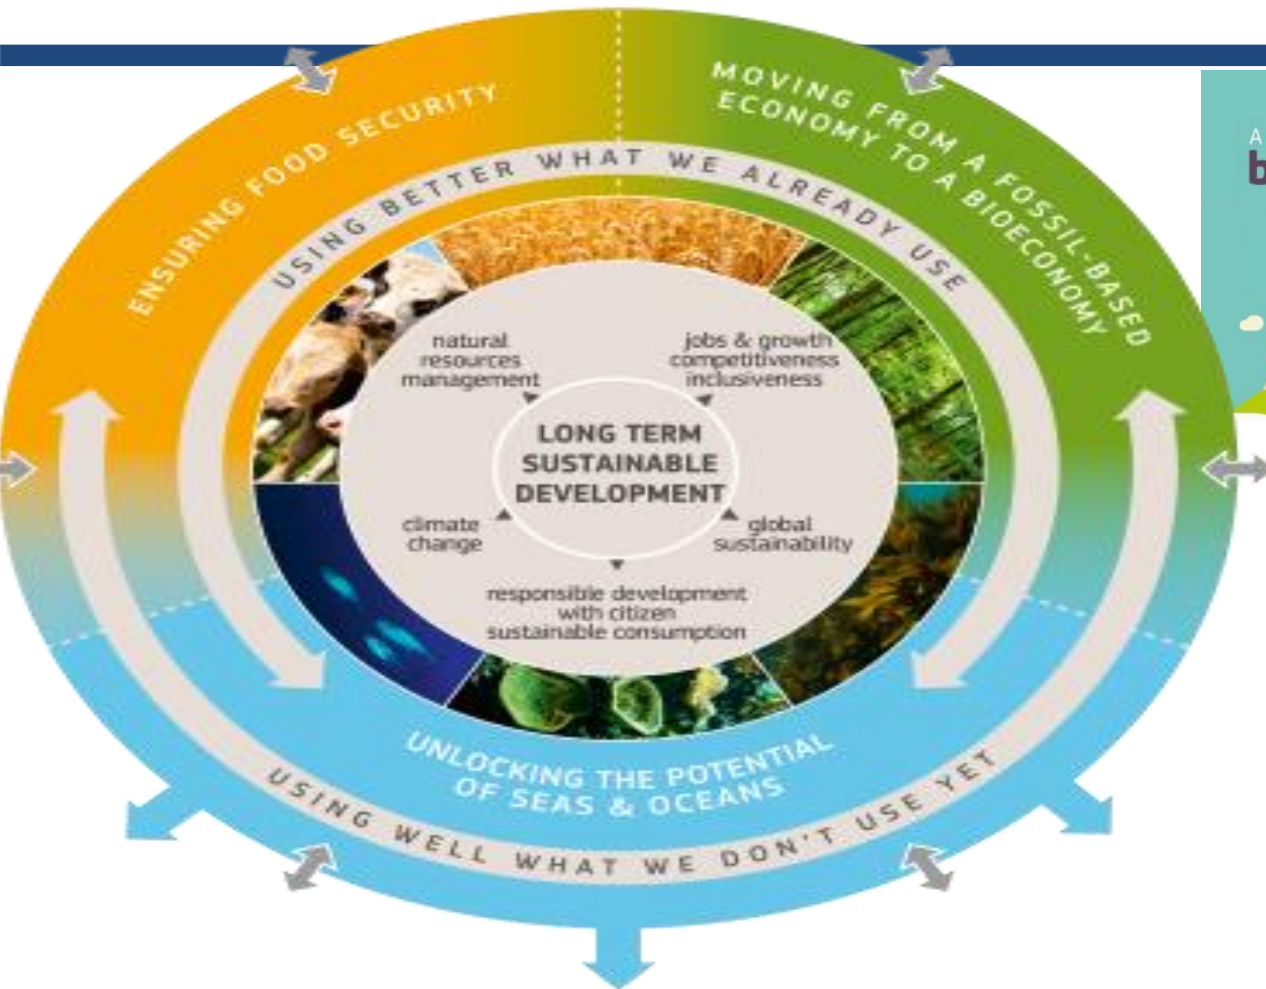 ENSURING FOOD SECURITY
MOVING FROM A FOSSIL-BASED
ECONOMY TO A BIOECONOMY
USING BETTER WHAT WE ALREADY USE
natural
resources
management
jobs & growth
competitiveness
inclusiveness
LONG TERM
SUSTAINABLE
DEVELOPMENT
climate
change
global
sustainability
responsible development
with citizen
sustainable consumption
UNLOCKING THE POTENTIAL
OF SEAS & OCEANS
USING WELL WHAT WE DON'T USE YET
A
b